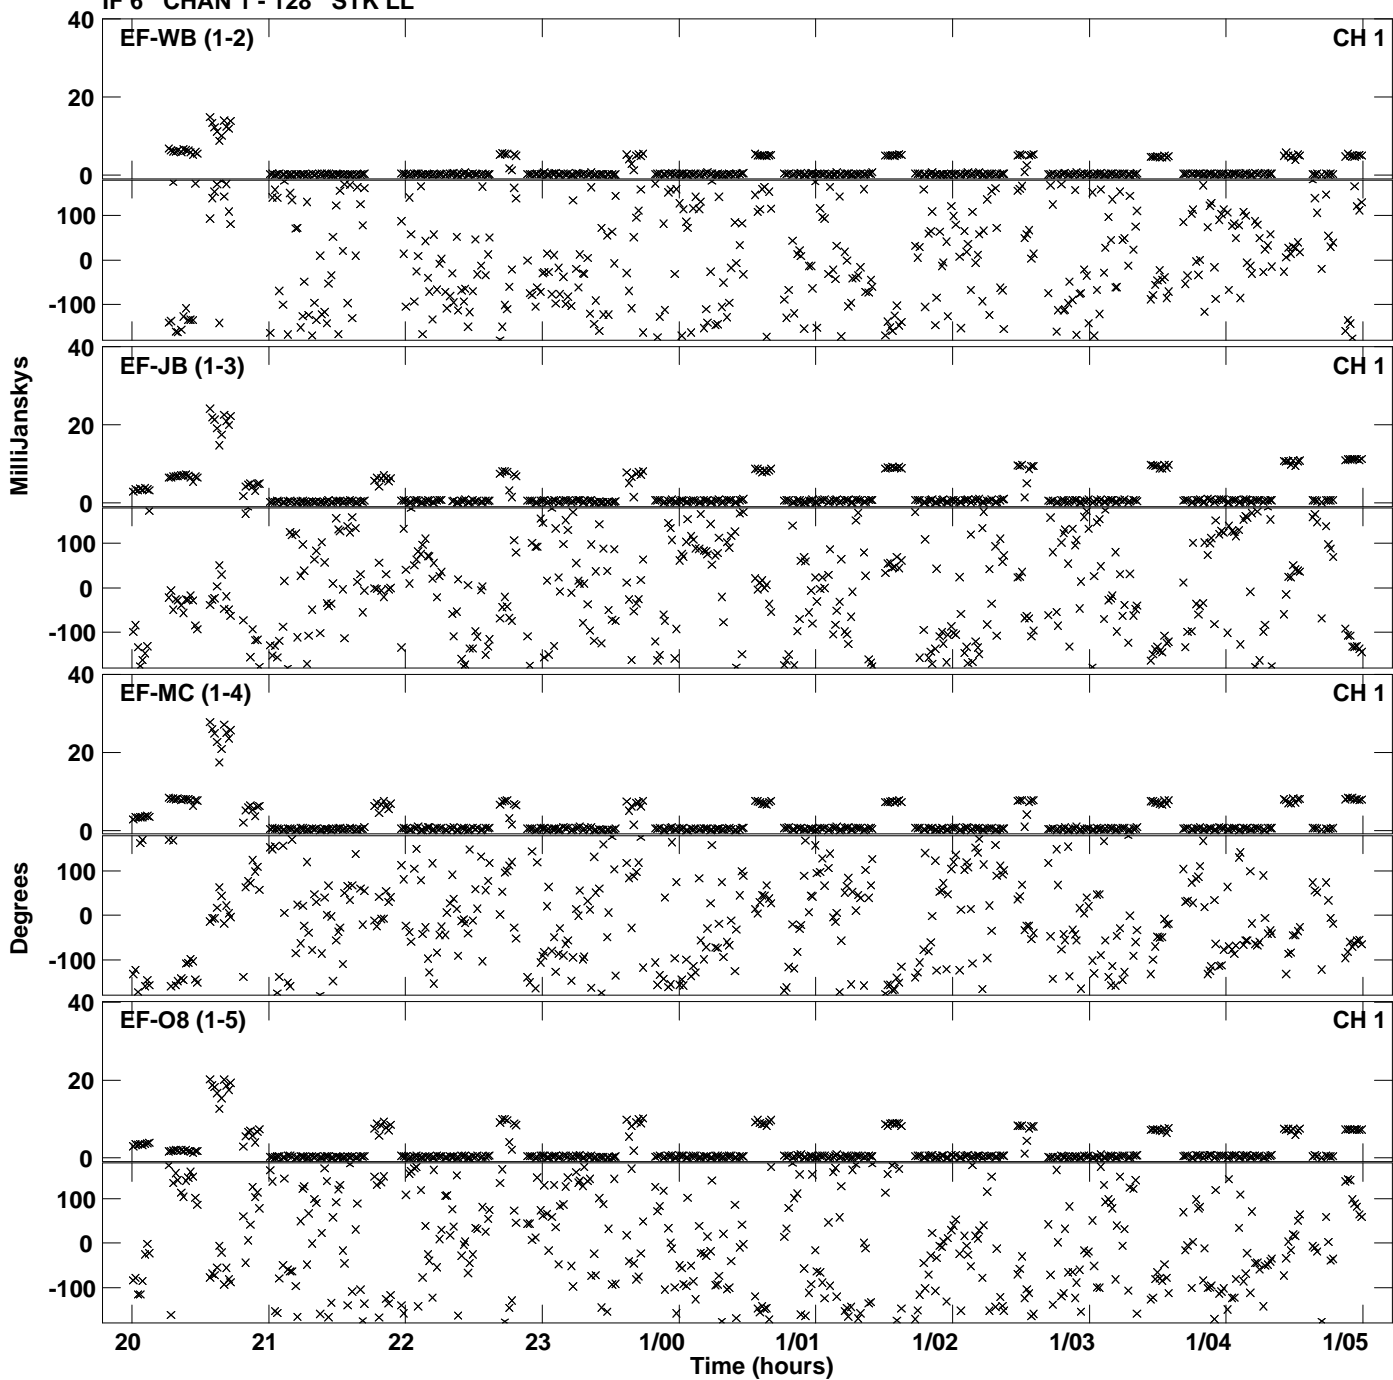 IF 6 CHAN 1 - 128 STK LL
40
EF-WB (1-2)
CH 1
20
0
100
0
-100
40
EF-JB (1-3)
CH 1
20
0
100
0
-100
MilliJanskys
40
EF-MC (1-4)
CH 1
20
0
100
0
-100
Degrees
40
EF-O8 (1-5)
CH 1
20
0
100
0
-100
20 21 22 23 1/00 1/01 1/02 1/03 1/04 1/05
Time (hours)